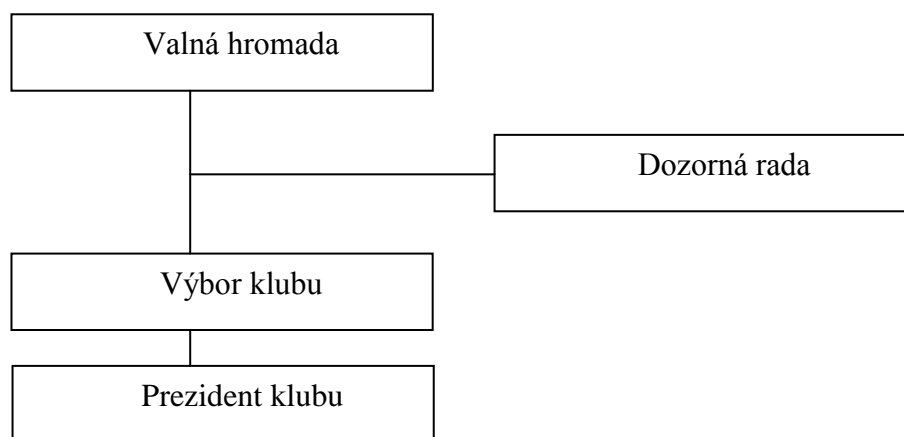 Valná hromada
Dozorná rada
Výbor klubu
Prezident klubu